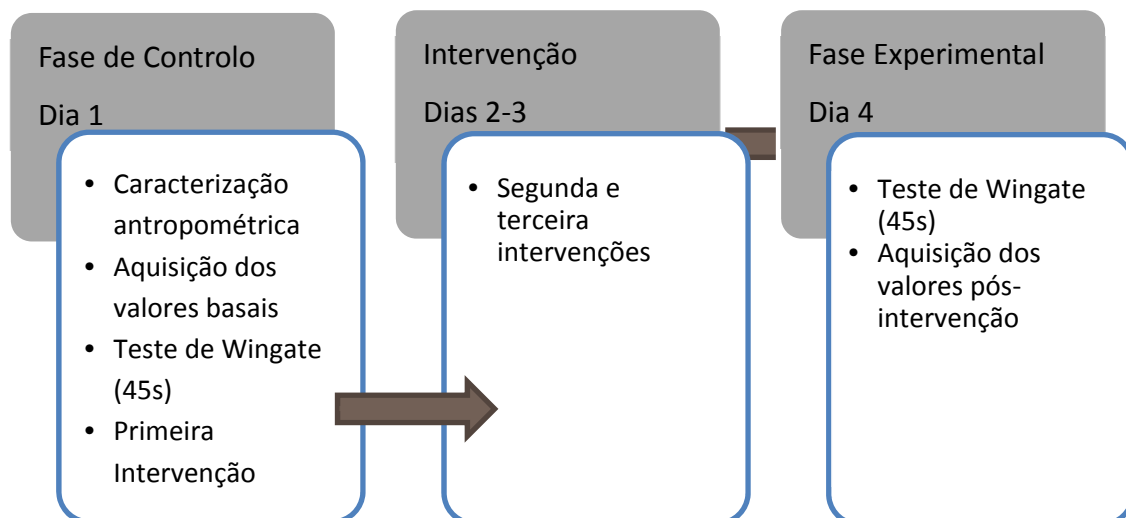 Fase de Controlo
Dia 1
• Caracterização
antropométrica
• Aquisição dos
valores basais
• Teste de Wingate
(45s)
• Primeira
Intervenção
Intervenção
Dias 2-3
• Segunda e
terceira
intervenções
Fase Experimental
Dia 4
• Teste de Wingate
(45s)
• Aquisição dos
valores pós-
intervenção